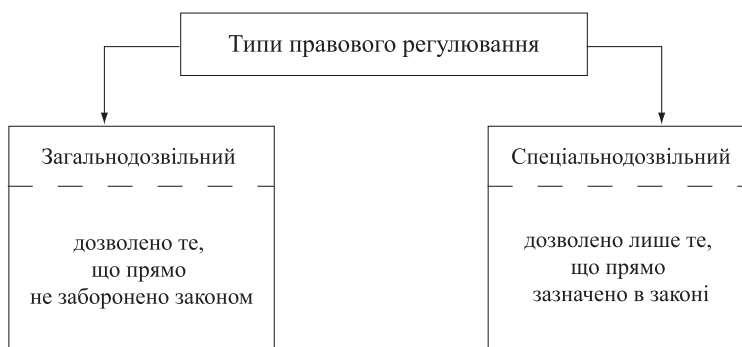 Типи правового регулювання
Загальнодозвільний
дозволено те,
що прямо
не заборонено законом
Спеціальнодозвільний
дозволено лише те,
що прямо
зазначено в законі